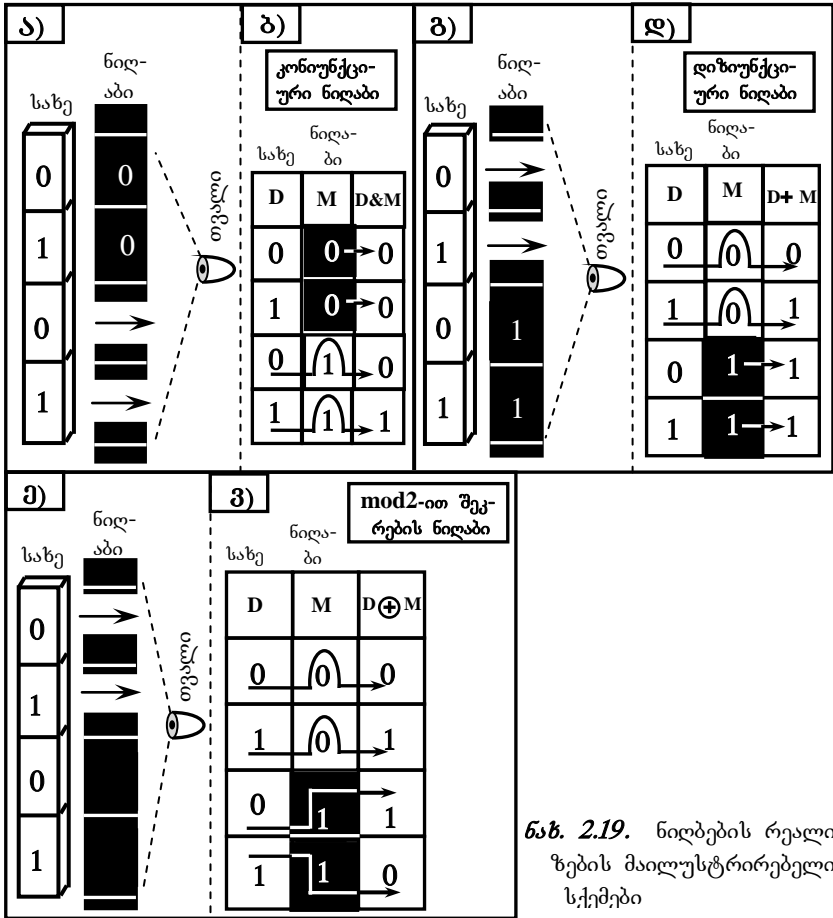 ა)
ნიღ-
აბი
სახე
0
1
0
1
0
0
თვალი
ბ)
კონიუნქცი-
ური ნიღაბი
სახე
ნიღა-
ბი
D M D&M
0 0 0
1 0 0
0 1 0
1 1 1
გ)
ნიღ-
აბი
სახე
0
1
0
1
1
1
თვალი
დ)
დიზიუნქცი-
ური ნიღაბი
სახე
ნიღა-
ბი
D M D+ M
0 0 0
1 0 1
0 1 1
1 1 1
ე)
ნიღ-
აბი
სახე
0
1
0
1
თვალი
ვ)
mod2-ით შეკ-
რების ნიღაბი
სახე
ნიღა-
ბი
D M D⊕M
0 0 0
1 0 1
0 1 1
1 1 0
ნახ. 2.19. ნიღბების რეალი
ზების მაილუსტრირებელი
სქემები